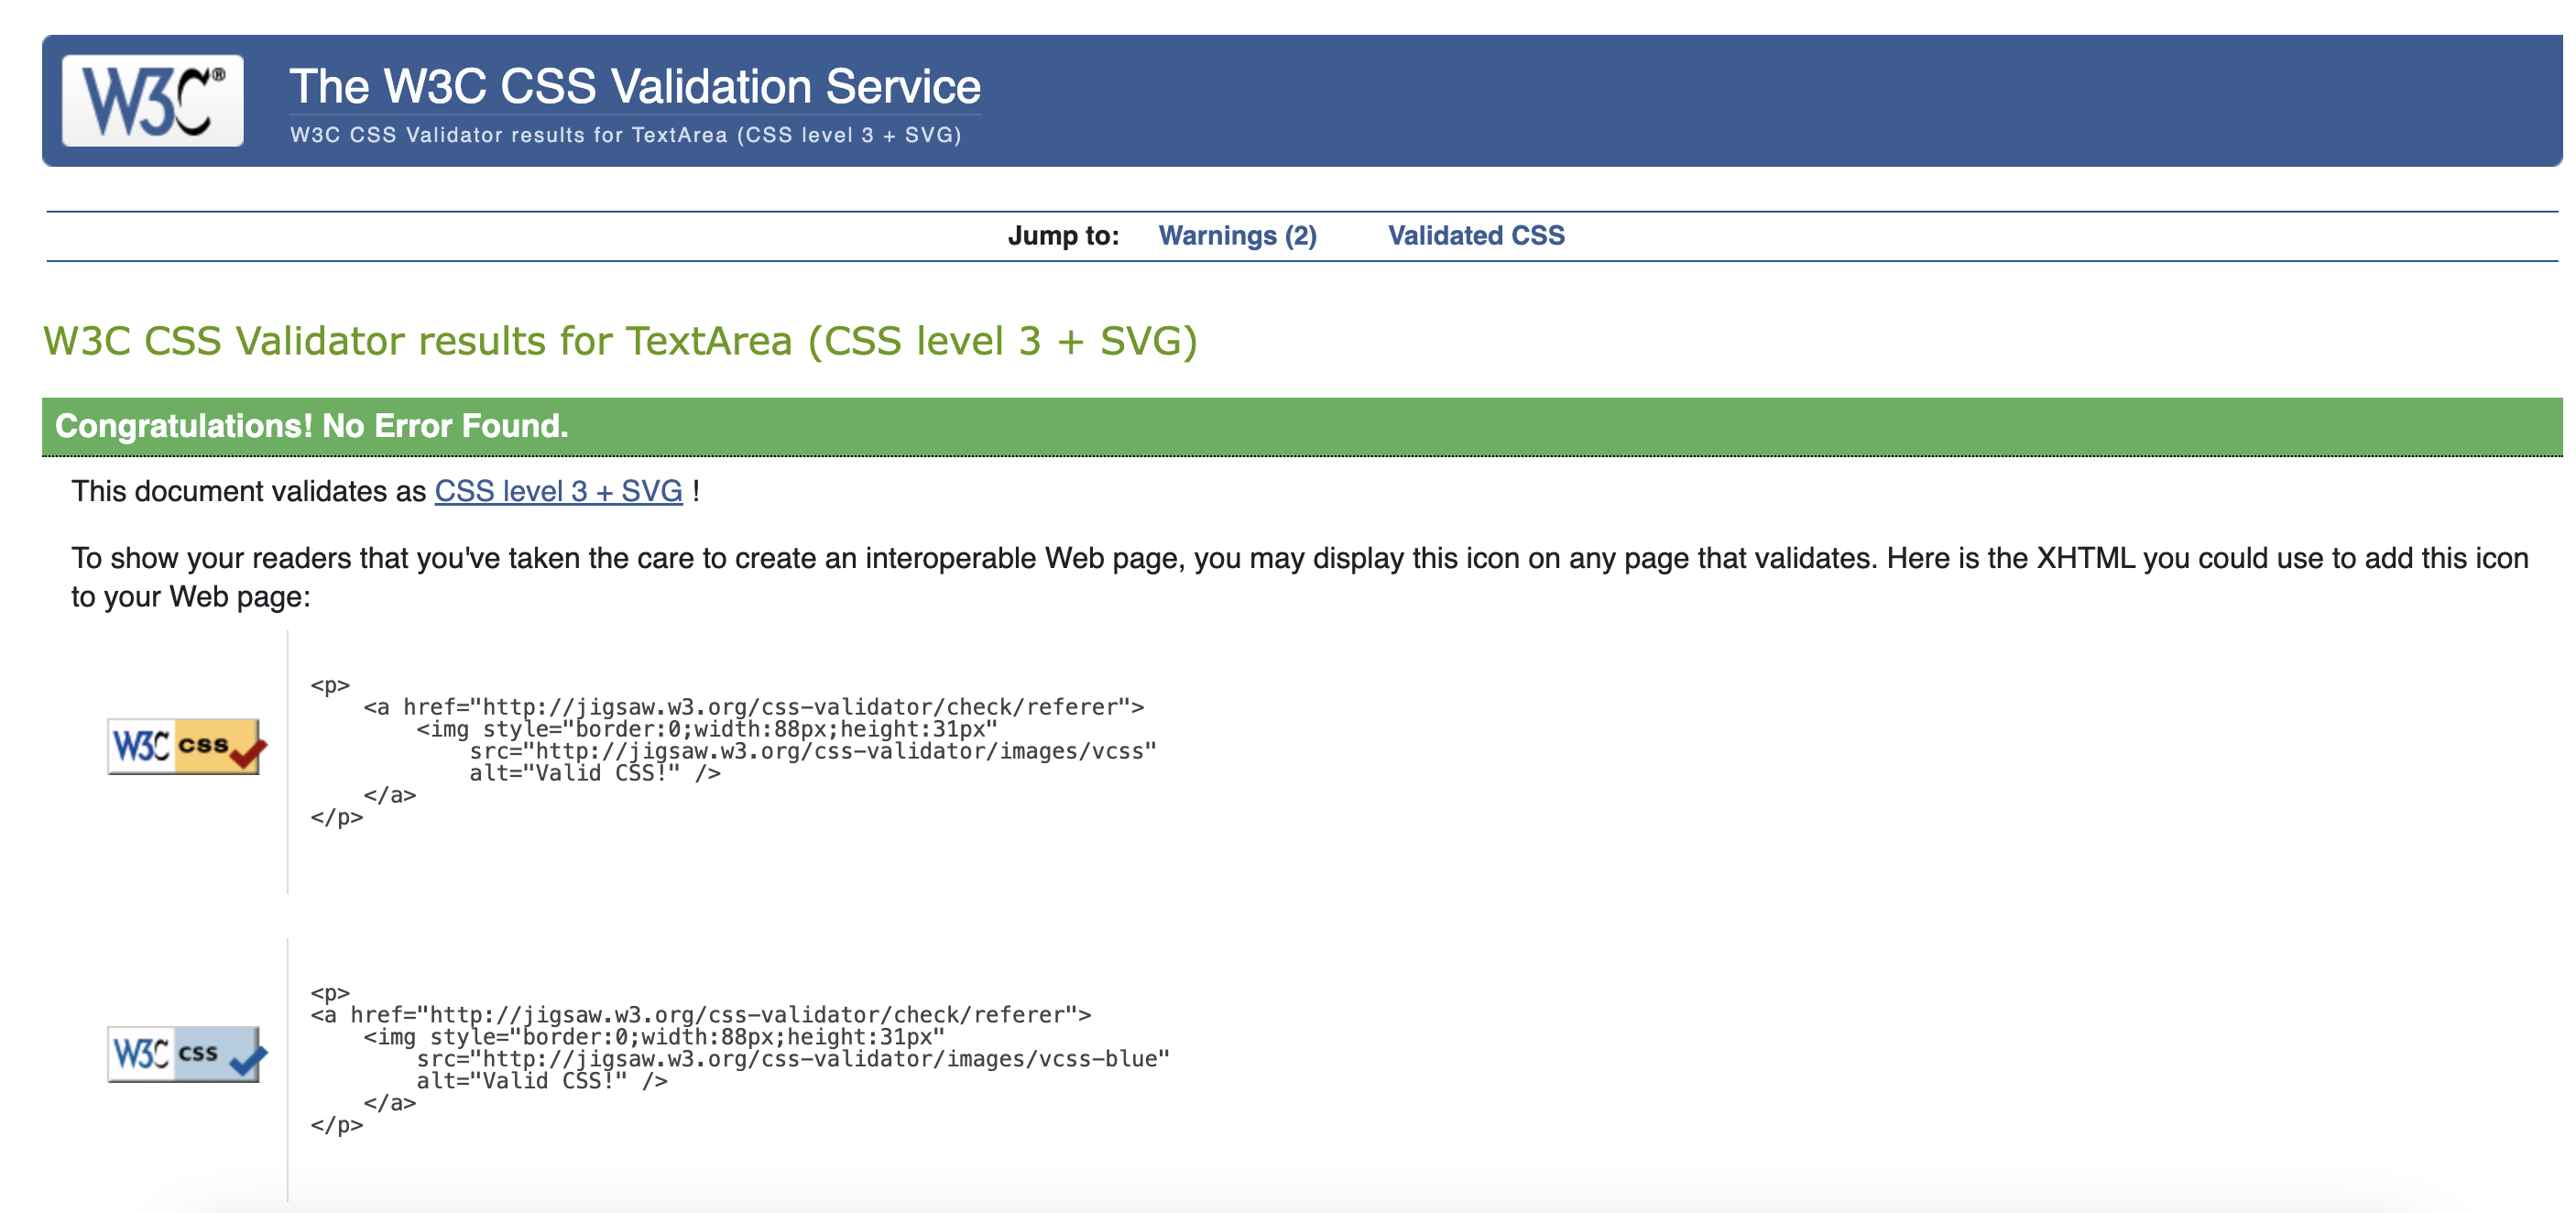 W3C®
The W3C CSS Validation Service
W3C CSS Validator results for TextArea (CSS level 3 + SVG)
Jump to: Warnings (2) Validated CSS
W3C CSS Validator results for TextArea (CSS level 3 + SVG)
Congratulations! No Error Found.
This document validates as CSS level 3 + SVG !
To show your readers that you've taken the care to create an interoperable Web page, you may display this icon on any page that validates. Here is the XHTML you could use to add this icon
to your Web page:
W3C css
<p>
    <a href="http://jigsaw.w3.org/css-validator/check/referer">
        <img style="border:0;width:88px;height:31px"
            src="http://jigsaw.w3.org/css-validator/images/vcss"
            alt="Valid CSS!" />
    </a>
</p>
W3C css
<p>
<a href="http://jigsaw.w3.org/css-validator/check/referer">
    <img style="border:0;width:88px;height:31px"
        src="http://jigsaw.w3.org/css-validator/images/vcss-blue"
        alt="Valid CSS!" />
    </a>
</p>